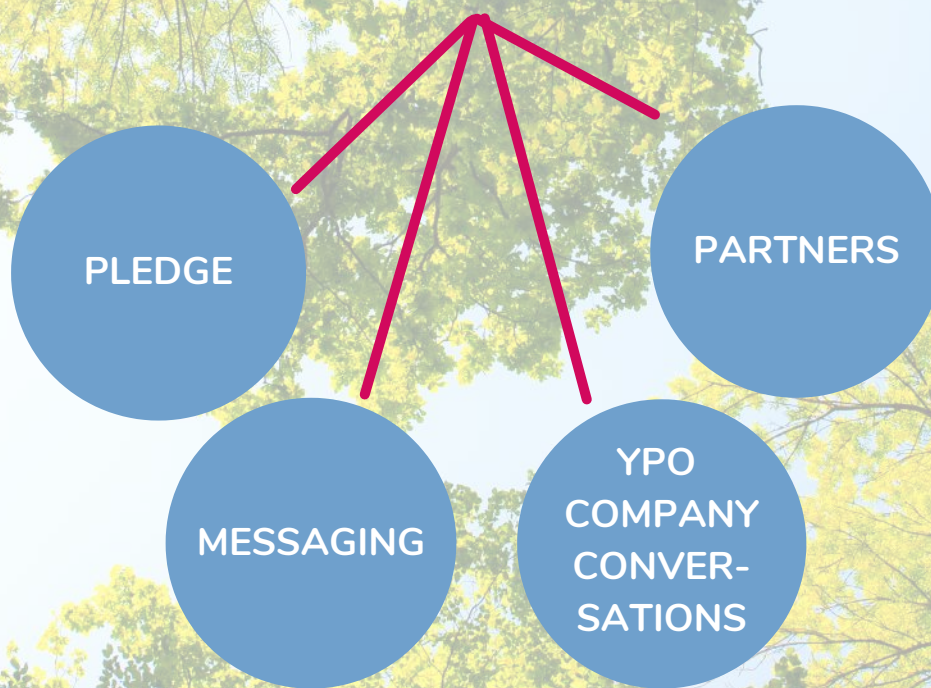 PLEDGE
PARTNERS
MESSAGING
YPO
COMPANY
CONVER-
SATIONS